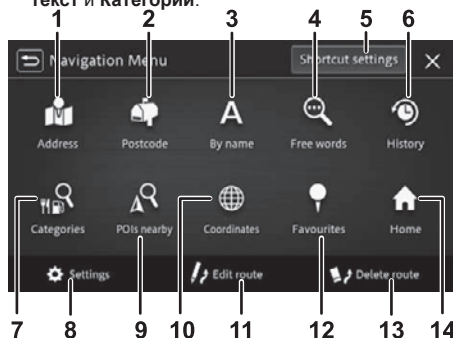 текст и Категории.
1 2 3 4 5 6
Navigation Menu Shortcut settings
Address Postcode By name Free words History
Categories POIs nearby Coordinates Favourites Home
Settings Edit route Delete route
7 8 9 10 11 12 13 14